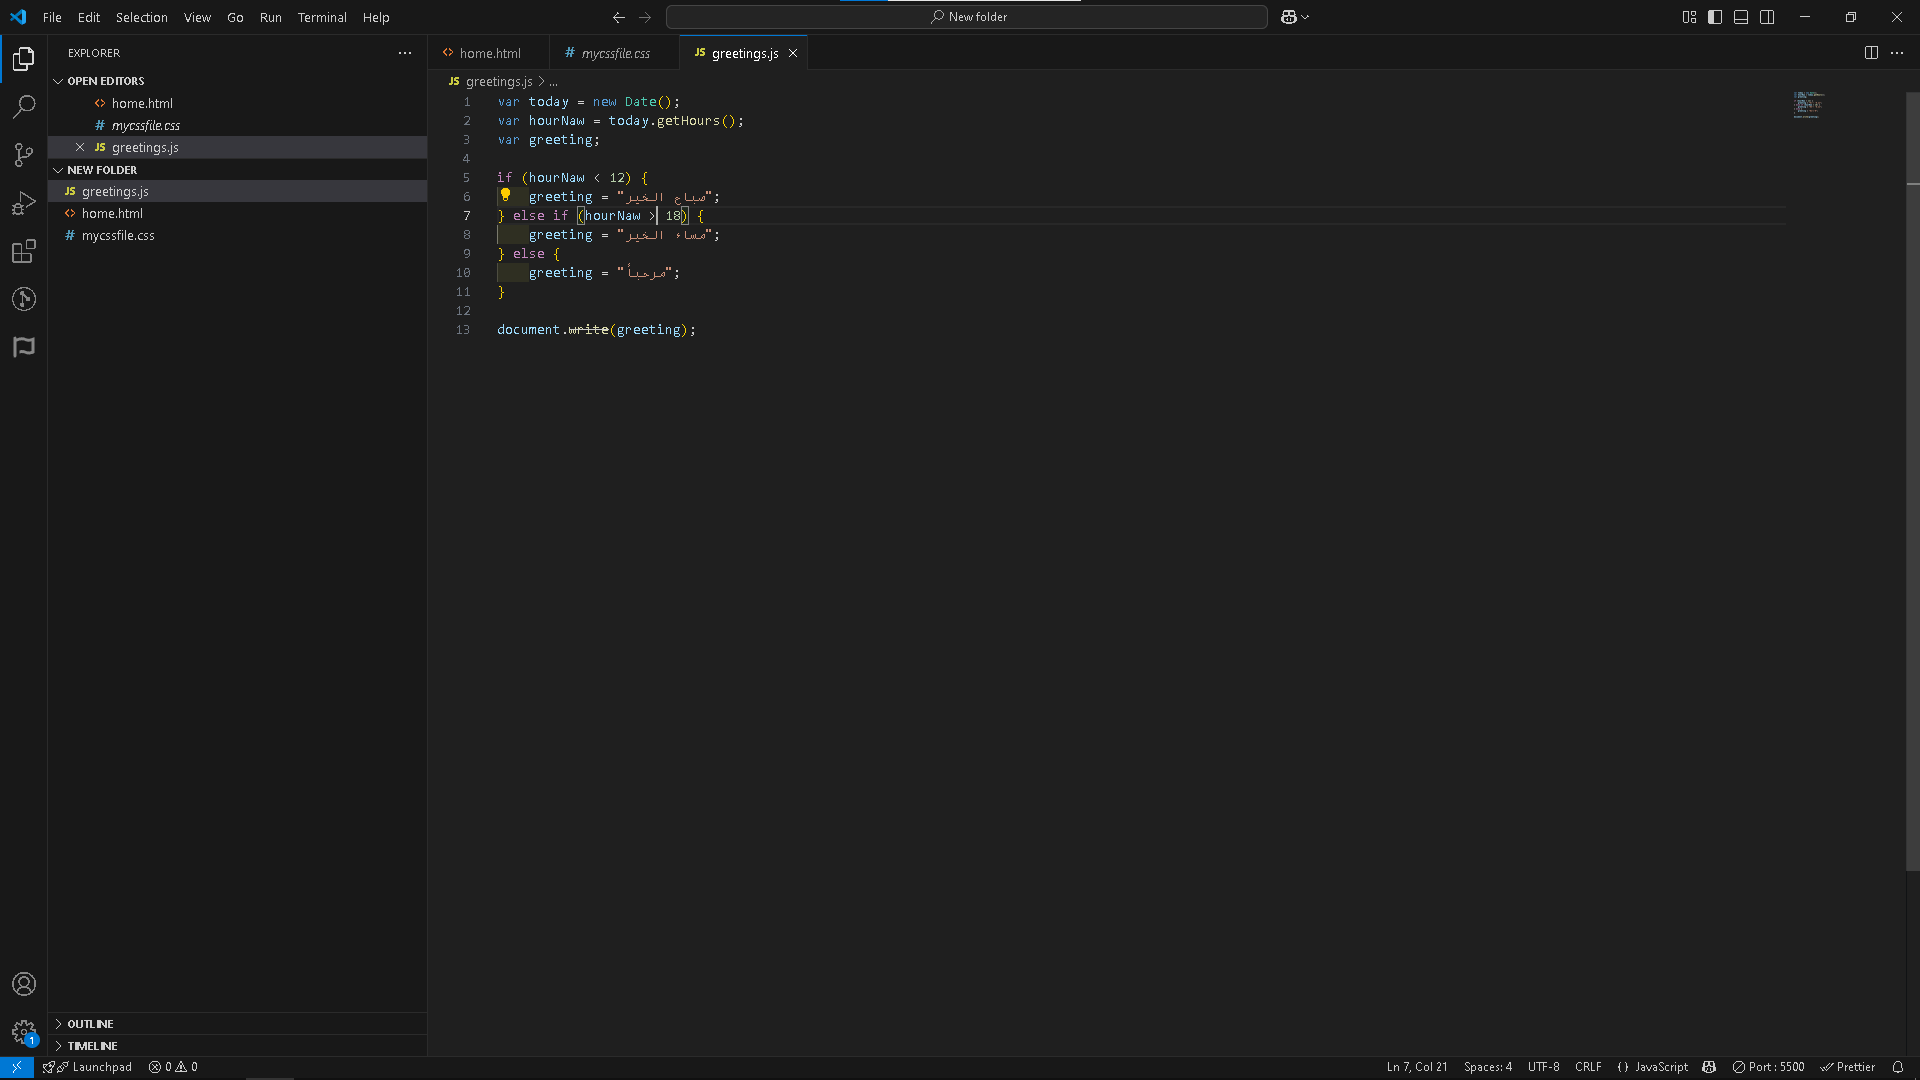 File Edit Selection View Go Run Terminal Help
New folder
EXPLORER
OPEN EDITORS
home.html
# mycssfile.css
JS greetings.js
NEW FOLDER
JS greetings.js
home.html
# mycssfile.css
OUTLINE
TIMELINE
home.html # mycssfile.css JS greetings.js
JS greetings.js > ...
1 var today = new Date();
2 var hourNaw = today.getHours();
3 var greeting;
4
5 if (hourNaw < 12) {
6 greeting = "صباح الخير";
7 } else if (hourNaw > 18) {
8 greeting = "مساء الخير";
9 } else {
10 greeting = "مرحبأ";
11 }
12
13 document.write(greeting);
1
Launchpad 0 0 Ln 7, Col 21 Spaces: 4 UTF-8 CRLF {} JavaScript Port : 5500 Prettier